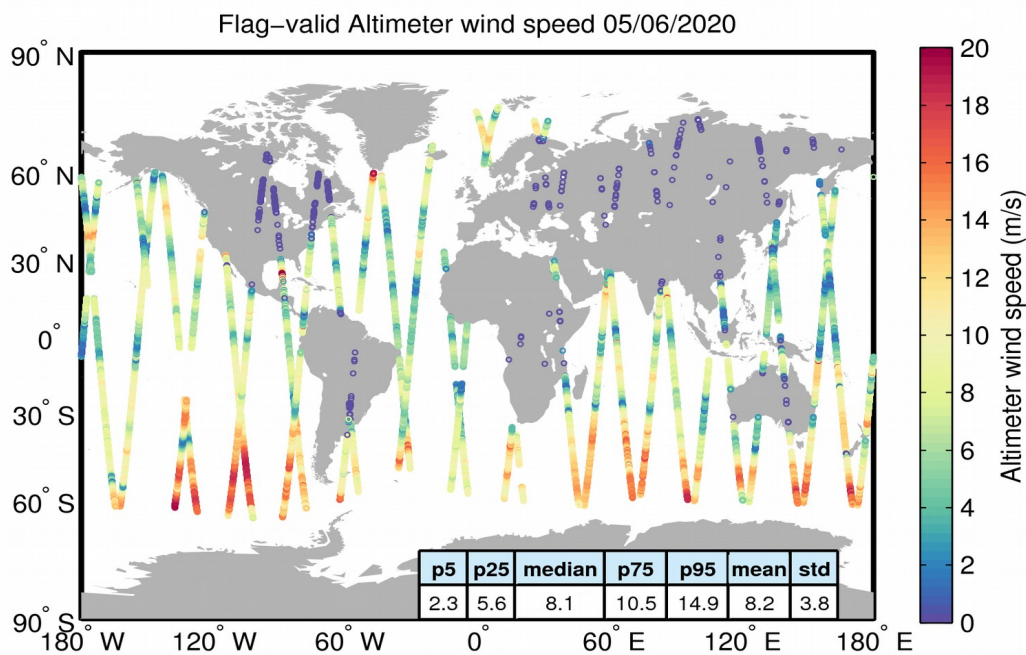 Flag−valid Altimeter wind speed 05/06/2020
90° N
60° N
30° N
0°
30° S
60° S
90° S
180° W
120° W
60° W
0°
60° E
120° E
180° E
p5 p25 median p75 p95 mean std
2.3 5.6 8.1 10.5 14.9 8.2 3.8
20
18
16
14
12
10
8
6
4
2
0
Altimeter wind speed (m/s)